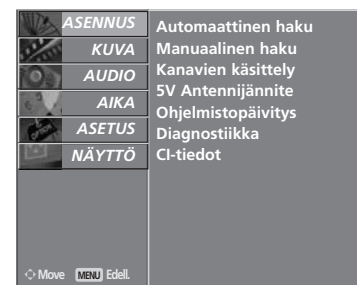 ASENNUS
KUVA
AUDIO
AIKA
ASETUS
NÄYTTÖ
Automaattinen haku
Manuaalinen haku
Kanavien käsittely
5V Antennijännite
Ohjelmistopäivitys
Diagnostiikka
CI-tiedot
Move MENU Edell.